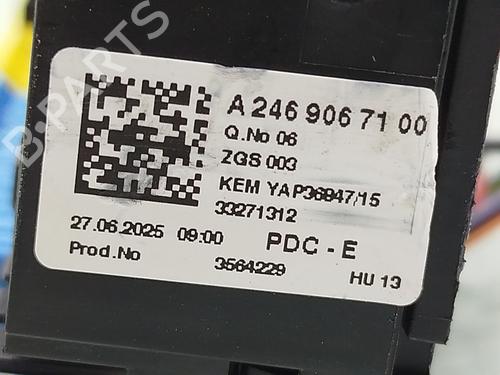 A 246 906 71 00
Q.No 06
ZGS 003
KEM YAP36947/15
33271312
27.06.2025 09:00 PDC - E
Prod.No 3564229 HU 13
B-PARTS